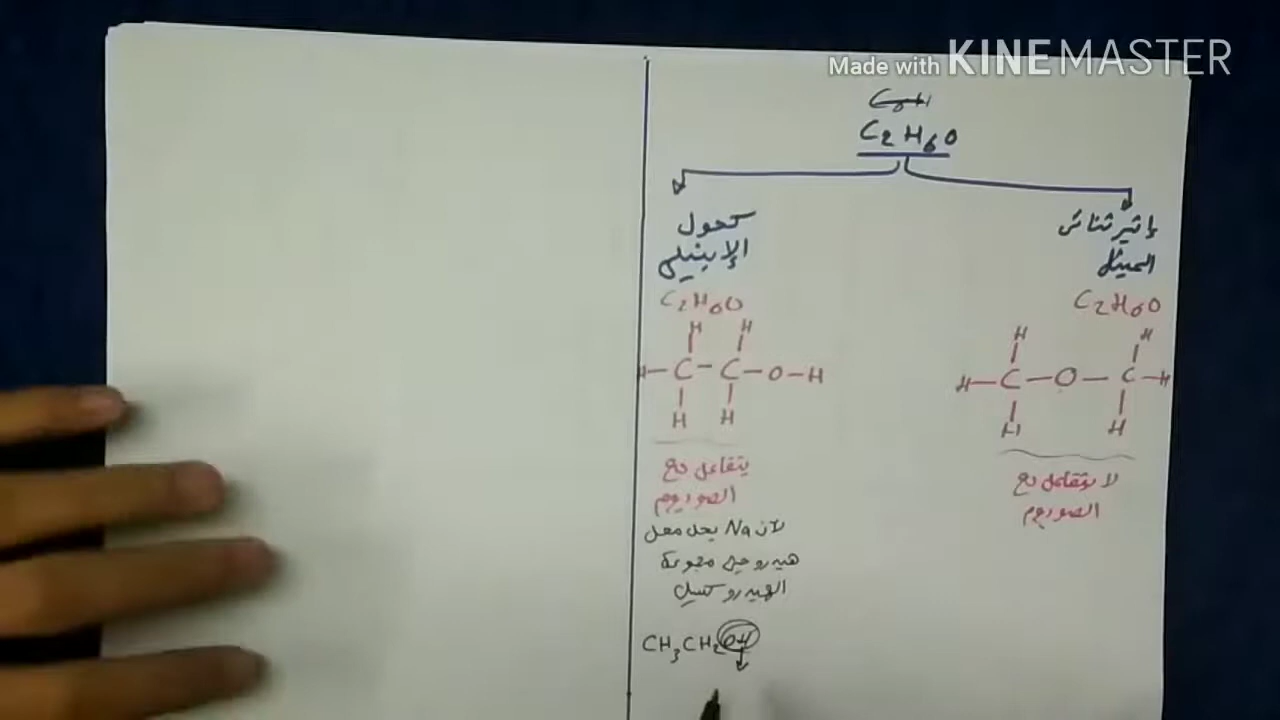 Made with KINEMASTER
C2H6O
إثير ثنائي
الميثيل
C2H6O
H H
H—C—O—C—H
H H
لا يتفاعل مع
الصوديوم
كحول
الإيثيلي
C2H6O
H H
H—C—C—O—H
H H
يتفاعل مع
الصوديوم
لأن Na يحل محل
هيدروجين مجموعة
الهيدروكسيل
CH3CH2OH